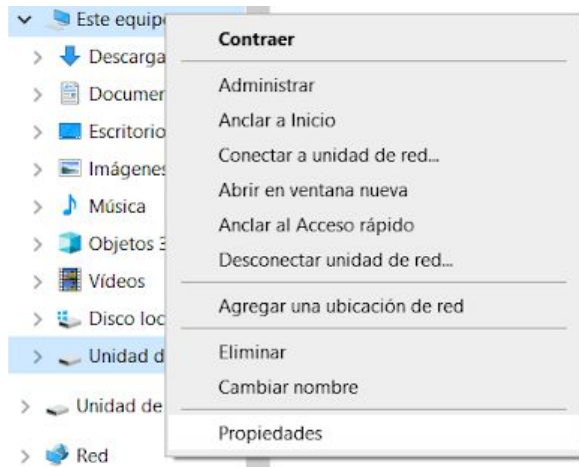 Este equipo
Descarga
Documen
Escritorio
Imágenes
Música
Objetos 3
Vídeos
Disco loc
Unidad d
Unidad de
Red
Contraer
Administrar
Anclar a Inicio
Conectar a unidad de red...
Abrir en ventana nueva
Anclar al Acceso rápido
Desconectar unidad de red...
Agregar una ubicación de red
Eliminar
Cambiar nombre
Propiedades